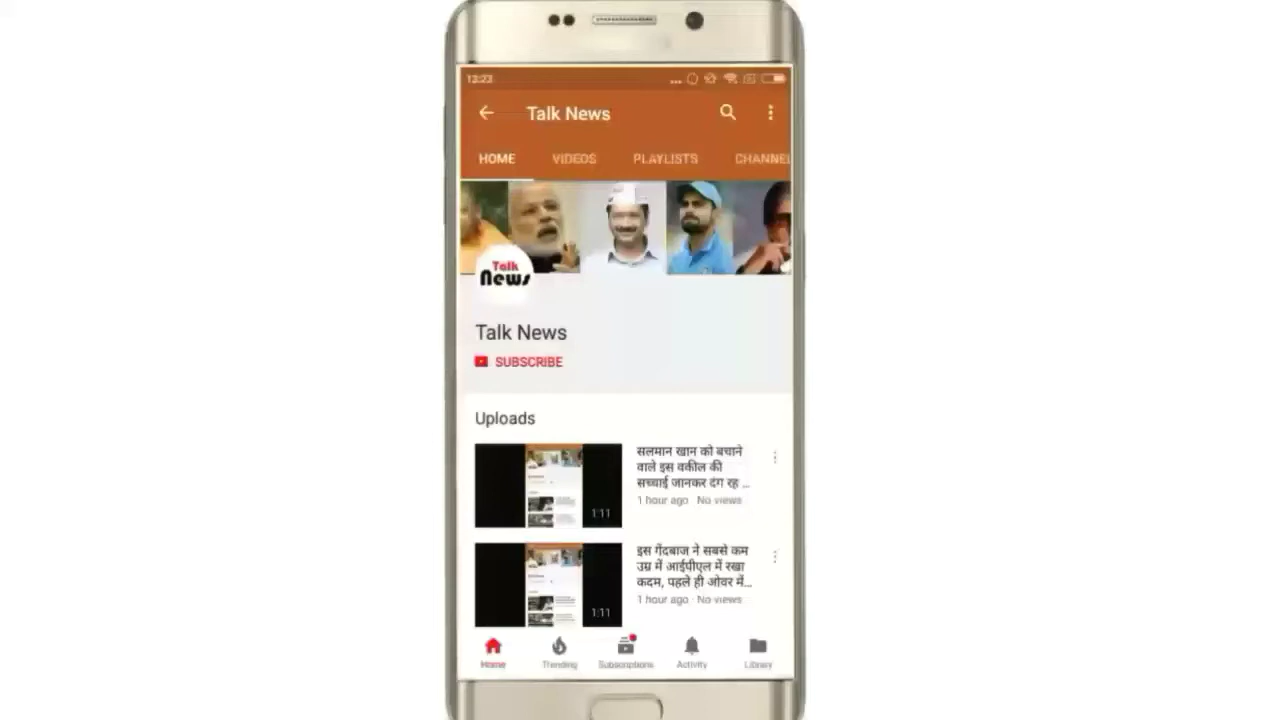 13:23
Talk News
HOME VIDEOS PLAYLISTS CHANNEL
Talk
News
Talk News
SUBSCRIBE
Uploads
सलमान खान को बचाने
वाले इस वकील की
सच्चाई जानकर दंग रह ...
1 hour ago · No views
1:11
इस गेंदबाज ने सबसे कम
उम्र में आईपीएल में रखा
कदम, पहले ही ओवर में...
1 hour ago · No views
1:11
Home Trending Subscriptions Activity Library